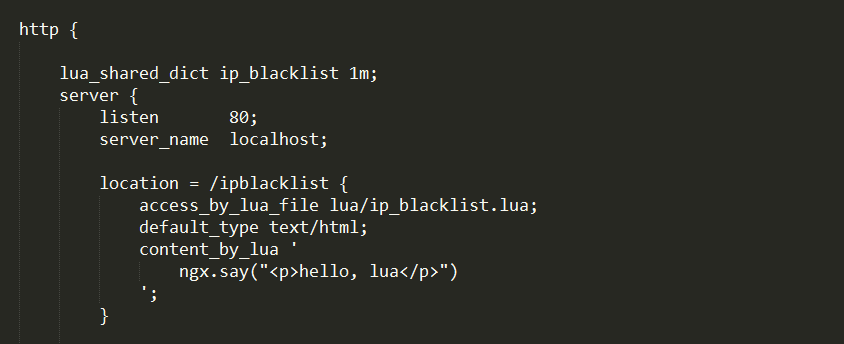 http {
lua_shared_dict ip_blacklist 1m;
server {
listen       80;
server_name  localhost;
location = /ipblacklist {
access_by_lua_file lua/ip_blacklist.lua;
default_type text/html;
content_by_lua '
ngx.say("<p>hello, lua</p>")
';
}